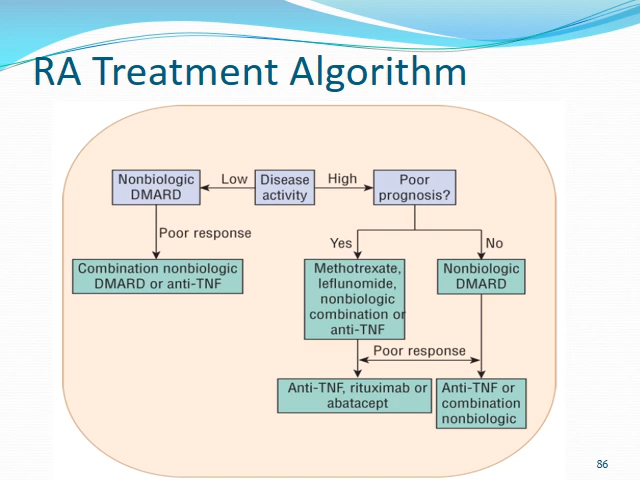 RA Treatment Algorithm
Nonbiologic
DMARD
Low
Disease
activity
High
Poor
prognosis?
Poor response
Yes
No
Combination nonbiologic
DMARD or anti-TNF
Methotrexate,
leflunomide,
nonbiologic
combination or
anti-TNF
Nonbiologic
DMARD
Poor response
Anti-TNF, rituximab or
abatacept
Anti-TNF or
combination
nonbiologic
86